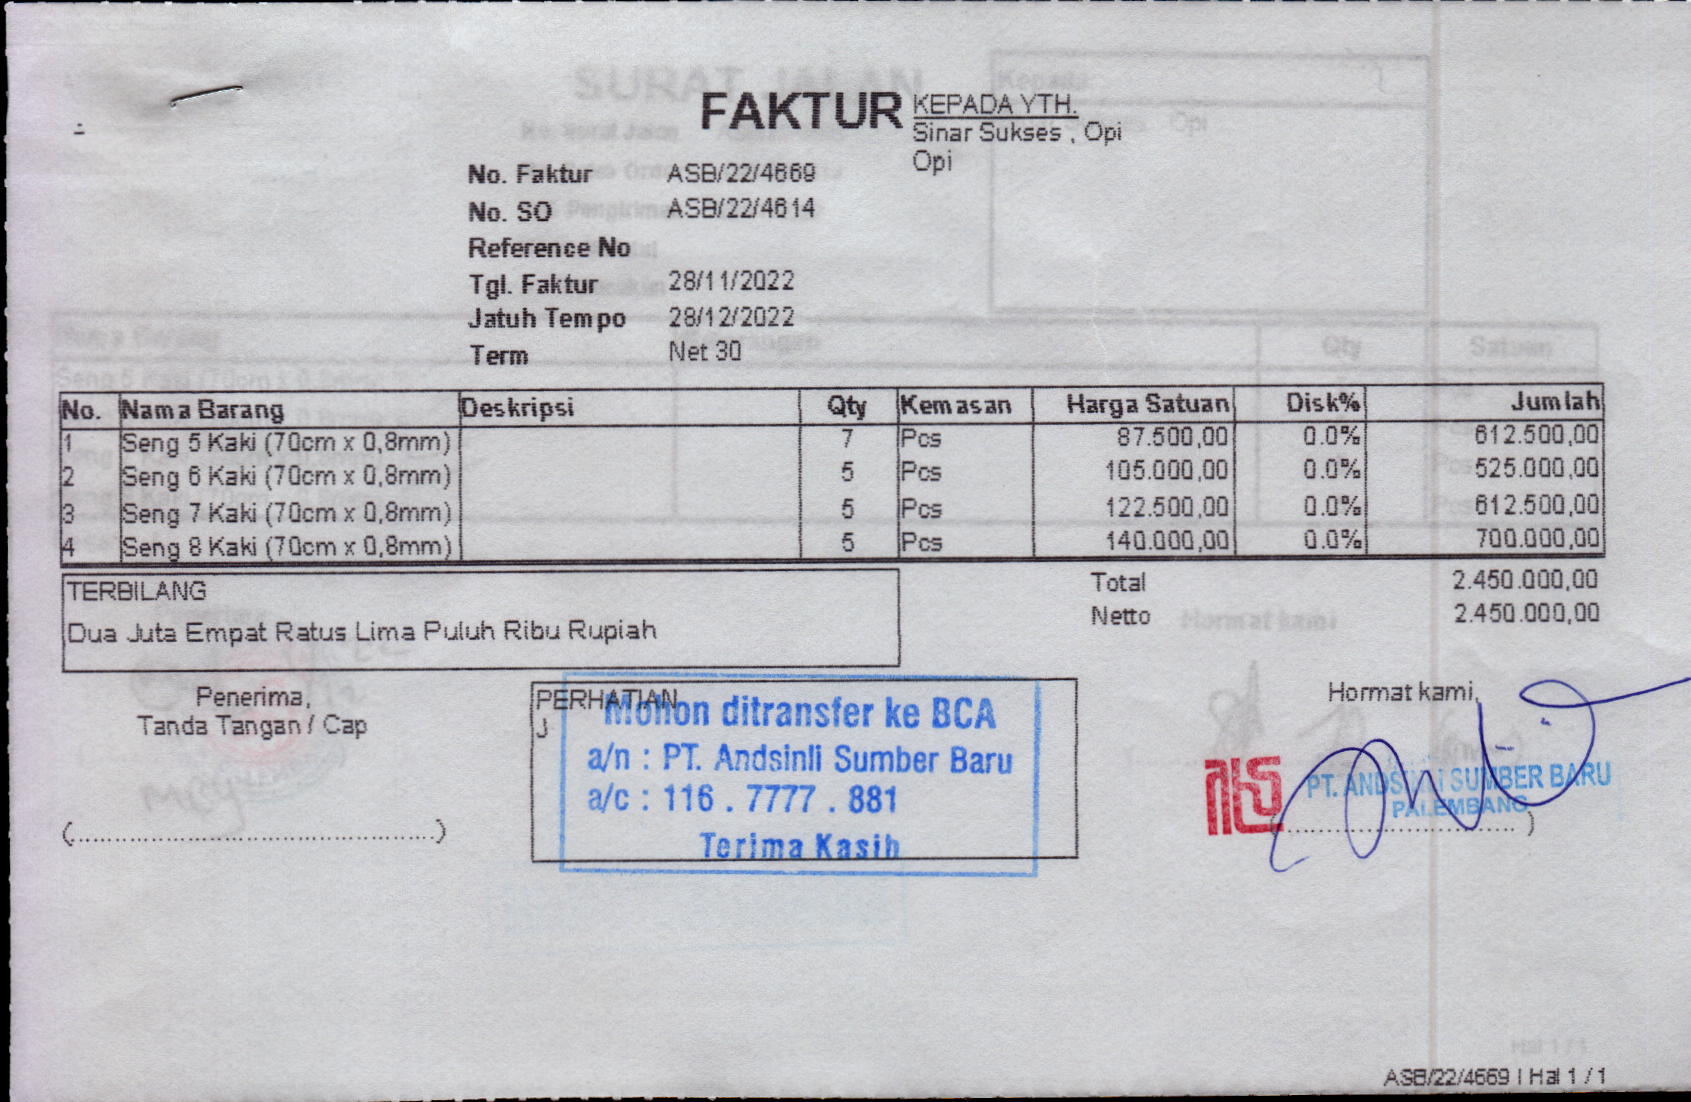 FAKTUR
KEPADA YTH.
Sinar Sukses , Opi
Opi
No. Faktur ASB/22/4669
No. SO ASB/22/4614
Reference No
Tgl. Faktur 28/11/2022
Jatuh Tempo 28/12/2022
Term Net 30
No. Nama Barang Deskripsi Qty Kemasan Harga Satuan Disk% Jumlah
1 Seng 5 Kaki (70cm x 0,8mm) 7 Pcs 87.500,00 0.0% 612.500,00
2 Seng 6 Kaki (70cm x 0,8mm) 5 Pcs 105.000,00 0.0% 525.000,00
3 Seng 7 Kaki (70cm x 0,8mm) 5 Pcs 122.500,00 0.0% 612.500,00
4 Seng 8 Kaki (70cm x 0,8mm) 5 Pcs 140.000,00 0.0% 700.000,00
TERBILANG
Dua Juta Empat Ratus Lima Puluh Ribu Rupiah
Total 2.450.000,00
Netto 2.450.000,00
Penerima,
Tanda Tangan / Cap
(........................................)
PERHATIAN
J
Mohon ditransfer ke BCA
a/n : PT. Andsinli Sumber Baru
a/c : 116 . 7777 . 881
Terima Kasih
Hormat kami,
PT. ANDSINLI SUMBER BARU
PALEMBANG
ASB/22/4669 | Hal 1 / 1